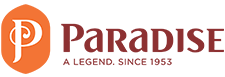 P PARADISE
A LEGEND. SINCE 1953